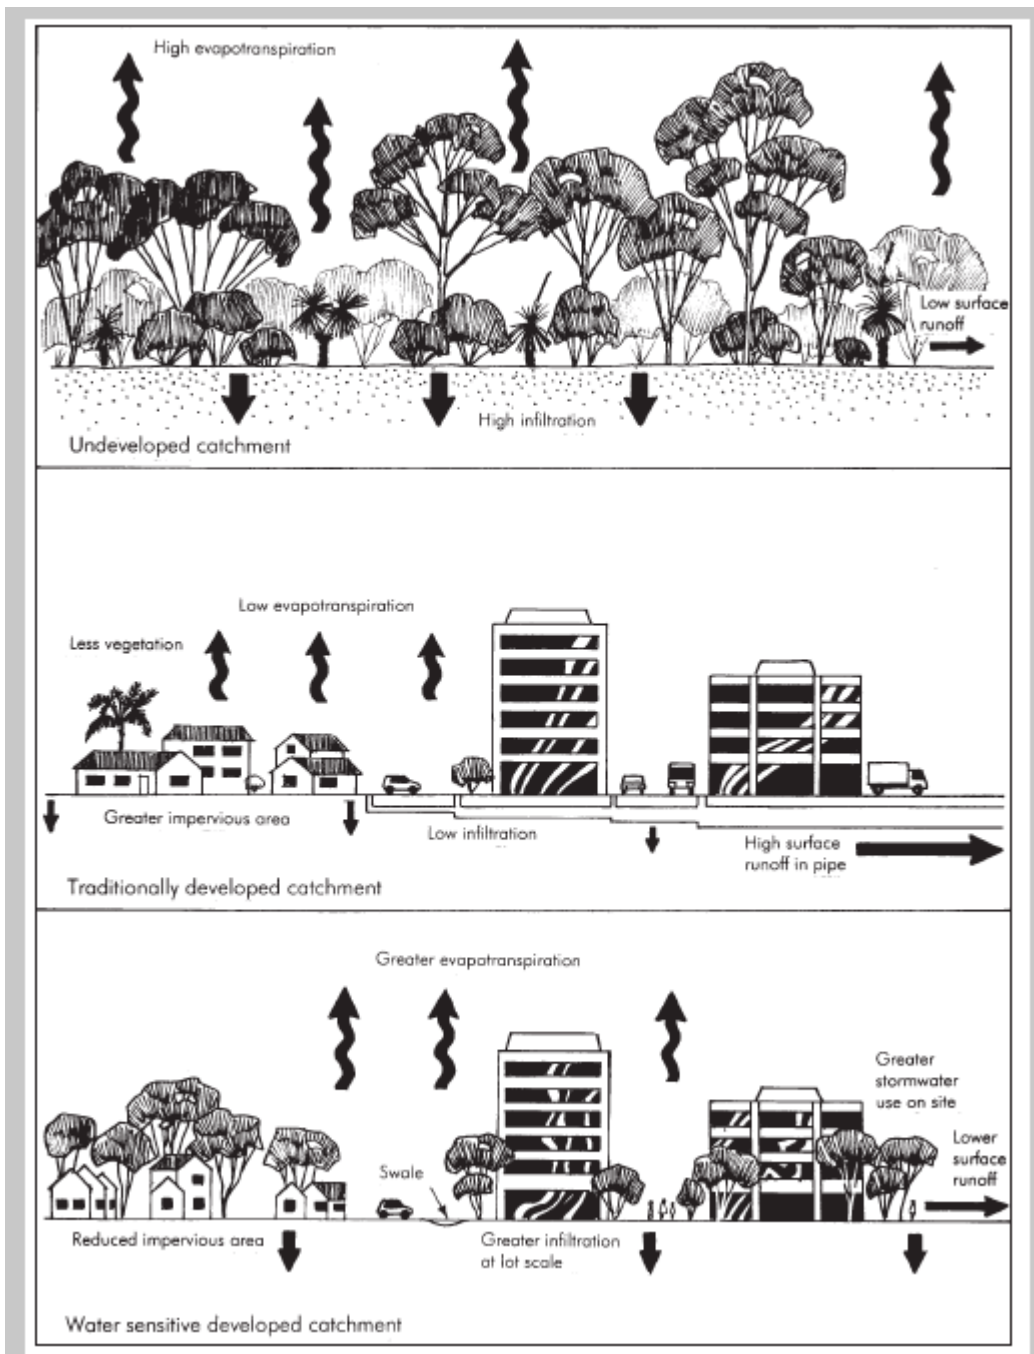 High evapotranspiration
Low surface
runoff
High infiltration
Undeveloped catchment
Low evapotranspiration
Less vegetation
Greater impervious area
Low infiltration
High surface
runoff in pipe
Traditionally developed catchment
Greater evapotranspiration
Greater
stormwater
use on site
Swale
Lower
surface
runoff
Reduced impervious area
Greater infiltration
at lot scale
Water sensitive developed catchment